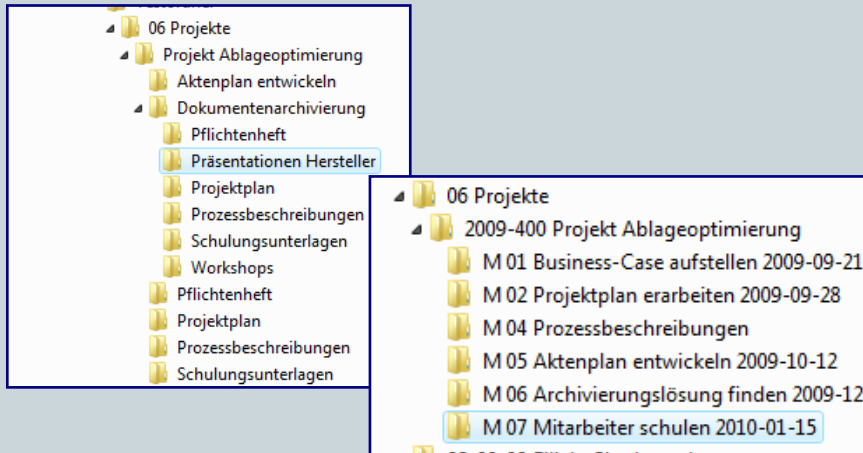 06 Projekte
Projekt Ablageoptimierung
Aktenplan entwickeln
Dokumentenarchivierung
Pflichtenheft
Präsentationen Hersteller
Projektplan
Prozessbeschreibungen
Schulungsunterlagen
Workshops
Pflichtenheft
Projektplan
Prozessbeschreibungen
Schulungsunterlagen
06 Projekte
2009-400 Projekt Ablageoptimierung
M 01 Business-Case aufstellen 2009-09-21
M 02 Projektplan erarbeiten 2009-09-28
M 04 Prozessbeschreibungen
M 05 Aktenplan entwickeln 2009-10-12
M 06 Archivierungslösung finden 2009-12
M 07 Mitarbeiter schulen 2010-01-15